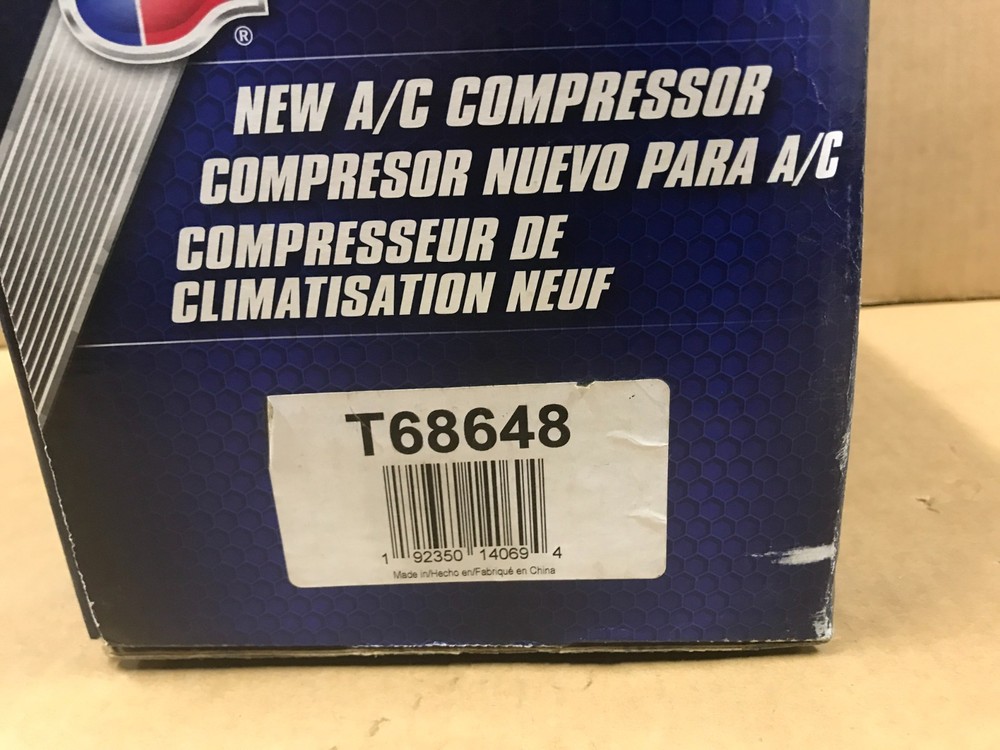 ®
NEW A/C COMPRESSOR
COMPRESOR NUEVO PARA A/C
COMPRESSEUR DE
CLIMATISATION NEUF
T68648
1 92350 14069 4
Made in/Hecho en/Fabriqué en China